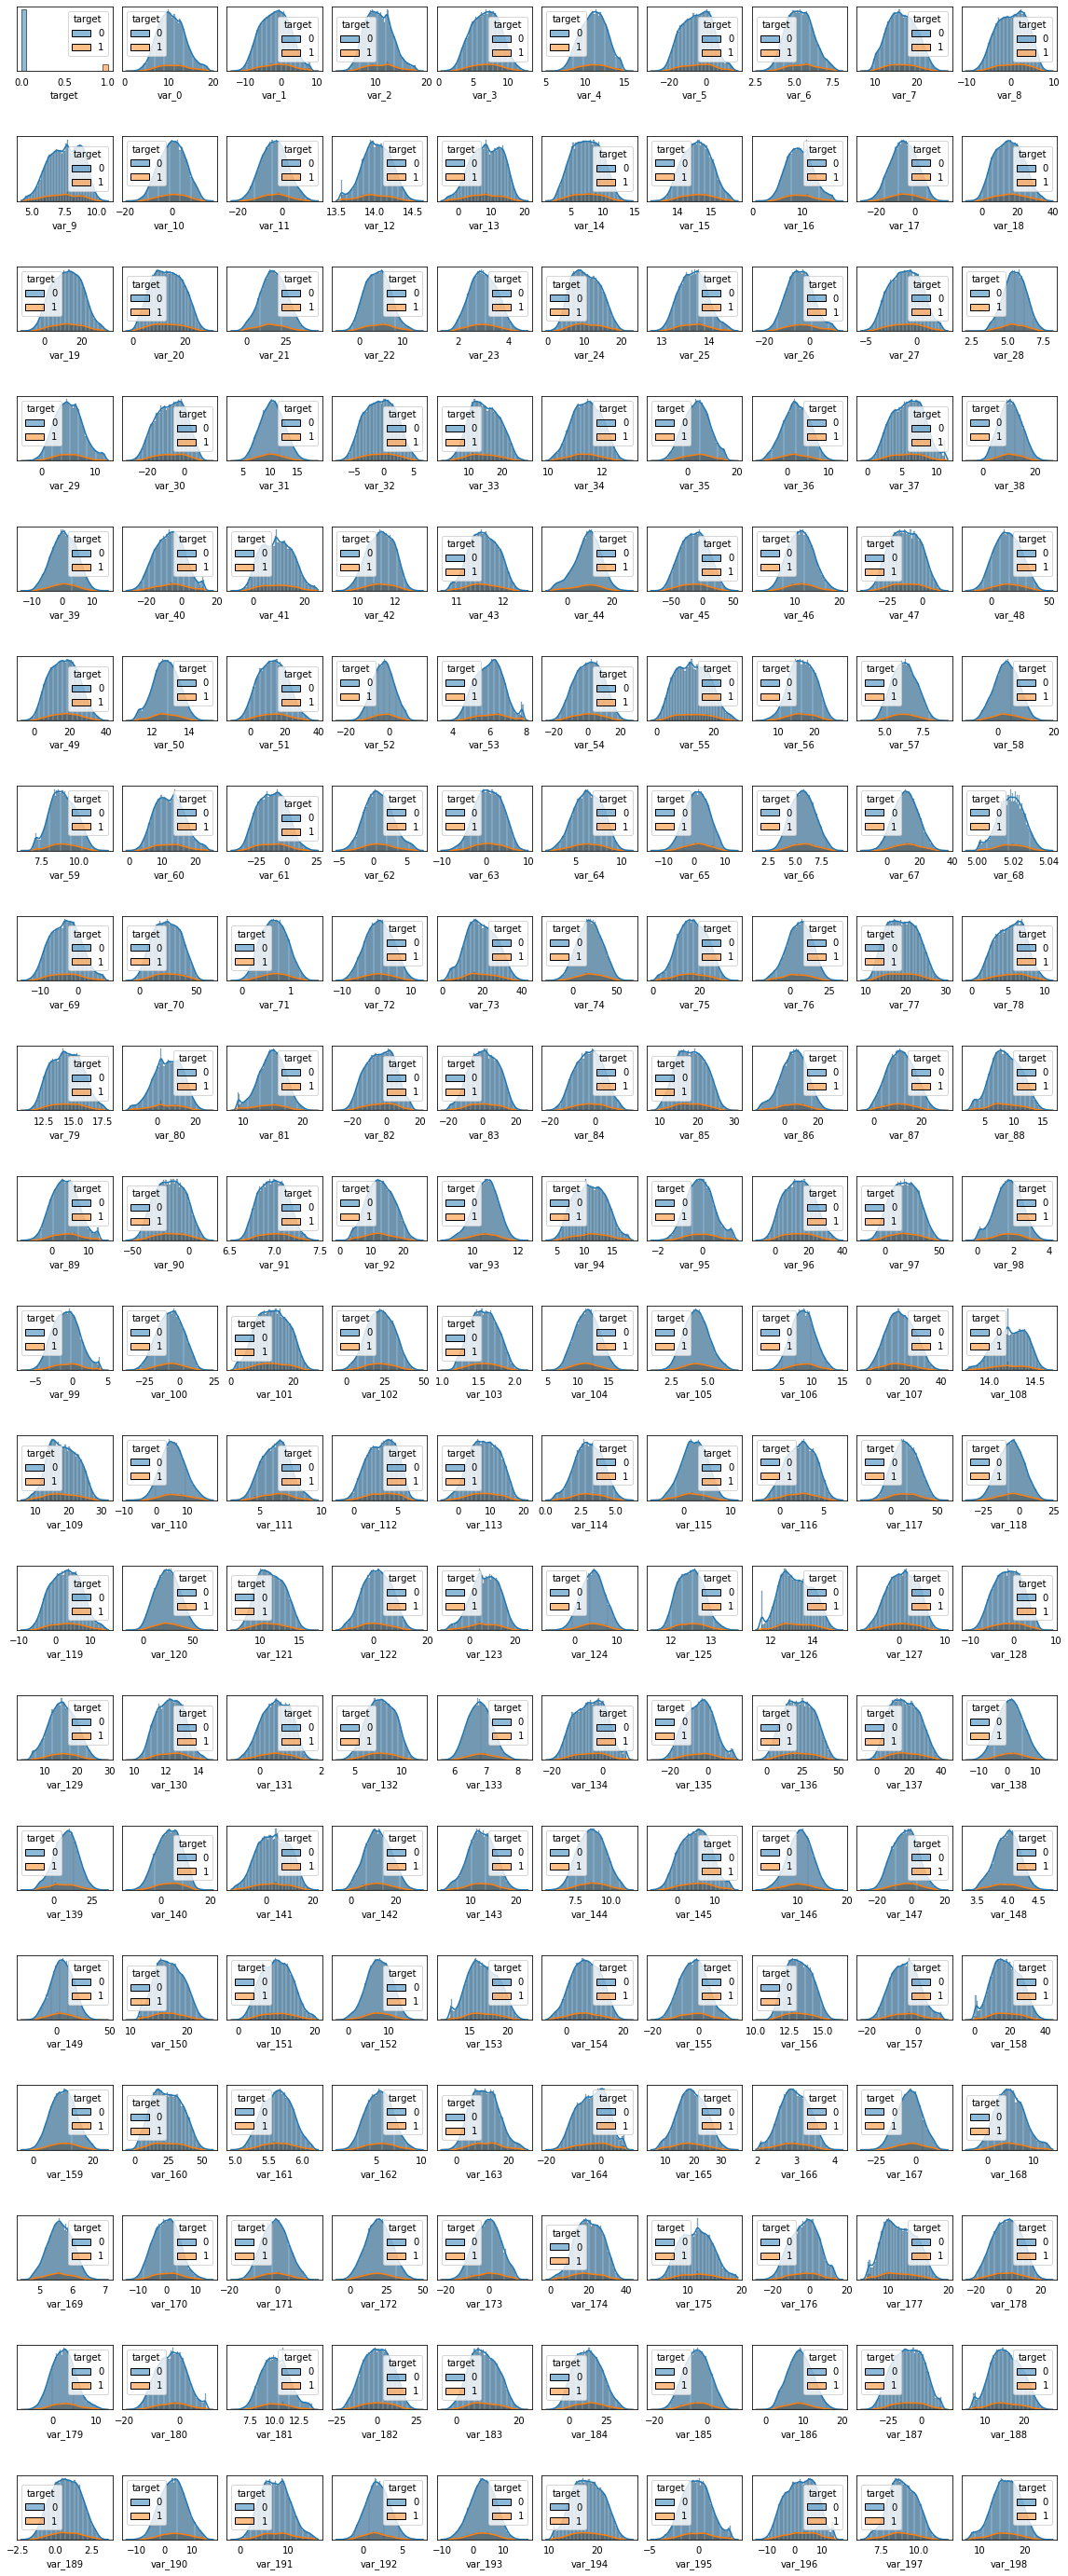 target target target target target target target target target target
0 0 0 0 0 0 0 0 0 0
1 1 1 1 1 1 1 1 1 1
0.0 0.5 1.0 0 10 20 −10 0 10 0 10 20 0 5 10 5 10 15 −20 0 2.5 5.0 7.5 10 20 −10 0 10
target var_0 var_1 var_2 var_3 var_4 var_5 var_6 var_7 var_8
target target target target target target target target target target
0 0 0 0 0 0 0 0 0 0
1 1 1 1 1 1 1 1 1 1
5.0 7.5 10.0 −20 0 −20 0 13.5 14.0 14.5 0 10 20 5 10 15 14 15 0 10 −20 0 0 20 40
var_9 var_10 var_11 var_12 var_13 var_14 var_15 var_16 var_17 var_18
target target target target target target target target target target
0 0 0 0 0 0 0 0 0 0
1 1 1 1 1 1 1 1 1 1
0 20 0 20 0 25 0 10 2 4 0 10 20 13 14 −20 0 −5 0 2.5 5.0 7.5
var_19 var_20 var_21 var_22 var_23 var_24 var_25 var_26 var_27 var_28
target target target target target target target target target target
0 0 0 0 0 0 0 0 0 0
1 1 1 1 1 1 1 1 1 1
0 10 −20 0 5 10 15 −5 0 5 10 20 10 12 0 20 0 10 0 5 10 0 20
var_29 var_30 var_31 var_32 var_33 var_34 var_35 var_36 var_37 var_38
target target target target target target target target target target
0 0 0 0 0 0 0 0 0 0
1 1 1 1 1 1 1 1 1 1
−10 0 10 −20 0 20 0 20 10 12 11 12 0 20 −50 0 50 0 10 20 −25 0 0 50
var_39 var_40 var_41 var_42 var_43 var_44 var_45 var_46 var_47 var_48
target target target target target target target target target target
0 0 0 0 0 0 0 0 0 0
1 1 1 1 1 1 1 1 1 1
0 20 40 12 14 0 20 40 −20 0 4 6 8 −20 0 20 0 20 10 20 5.0 7.5 0 20
var_49 var_50 var_51 var_52 var_53 var_54 var_55 var_56 var_57 var_58
target target target target target target target target target target
0 0 0 0 0 0 0 0 0 0
1 1 1 1 1 1 1 1 1 1
7.5 10.0 0 10 20 −25 0 25 −5 0 5 −10 0 10 5 10 −10 0 10 2.5 5.0 7.5 0 20 40 5.00 5.02 5.04
var_59 var_60 var_61 var_62 var_63 var_64 var_65 var_66 var_67 var_68
target target target target target target target target target target
0 0 0 0 0 0 0 0 0 0
1 1 1 1 1 1 1 1 1 1
−10 0 0 50 0 1 −10 0 10 0 20 40 0 50 0 20 0 25 10 20 30 0 5 10
var_69 var_70 var_71 var_72 var_73 var_74 var_75 var_76 var_77 var_78
target target target target target target target target target target
0 0 0 0 0 0 0 0 0 0
1 1 1 1 1 1 1 1 1 1
12.5 15.0 17.5 0 20 10 20 −20 0 20 −20 0 20 −20 0 10 20 30 0 20 0 20 5 10 15
var_79 var_80 var_81 var_82 var_83 var_84 var_85 var_86 var_87 var_88
target target target target target target target target target target
0 0 0 0 0 0 0 0 0 0
1 1 1 1 1 1 1 1 1 1
0 10 −50 0 6.5 7.0 7.5 0 10 20 10 12 5 10 15 −2 0 0 20 40 0 50 0 2 4
var_89 var_90 var_91 var_92 var_93 var_94 var_95 var_96 var_97 var_98
target target target target target target target target target target
0 0 0 0 0 0 0 0 0 0
1 1 1 1 1 1 1 1 1 1
−5 0 5 −25 0 25 0 20 0 25 50 1.0 1.5 2.0 5 10 15 2.5 5.0 5 10 15 0 20 40 14.0 14.5
var_99 var_100 var_101 var_102 var_103 var_104 var_105 var_106 var_107 var_108
target target target target target target target target target target
0 0 0 0 0 0 0 0 0 0
1 1 1 1 1 1 1 1 1 1
10 20 30 −10 0 10 5 10 0 5 0 10 20 0.0 2.5 5.0 0 10 0 5 0 50 −25 0 25
var_109 var_110 var_111 var_112 var_113 var_114 var_115 var_116 var_117 var_118
target target target target target target target target target target
0 0 0 0 0 0 0 0 0 0
1 1 1 1 1 1 1 1 1 1
−10 0 10 0 50 10 15 0 20 0 20 0 10 12 13 12 14 0 10 −10 0 10
var_119 var_120 var_121 var_122 var_123 var_124 var_125 var_126 var_127 var_128
target target target target target target target target target target
0 0 0 0 0 0 0 0 0 0
1 1 1 1 1 1 1 1 1 1
10 20 30 10 12 14 0 2 5 10 6 7 8 −20 0 −20 0 0 25 50 0 20 40 −10 0 10
var_129 var_130 var_131 var_132 var_133 var_134 var_135 var_136 var_137 var_138
target target target target target target target target target target
0 0 0 0 0 0 0 0 0 0
1 1 1 1 1 1 1 1 1 1
0 25 0 20 0 20 0 20 10 20 7.5 10.0 0 10 10 20 −20 0 20 3.5 4.0 4.5
var_139 var_140 var_141 var_142 var_143 var_144 var_145 var_146 var_147 var_148
target target target target target target target target target target
0 0 0 0 0 0 0 0 0 0
1 1 1 1 1 1 1 1 1 1
0 50 10 20 0 10 20 0 10 15 20 0 20 −20 0 10.0 12.5 15.0 −20 0 0 20 40
var_149 var_150 var_151 var_152 var_153 var_154 var_155 var_156 var_157 var_158
target target target target target target target target target target
0 0 0 0 0 0 0 0 0 0
1 1 1 1 1 1 1 1 1 1
0 20 0 25 50 5.0 5.5 6.0 5 10 0 10 20 −20 0 10 20 30 2 3 4 −25 0 0 10
var_159 var_160 var_161 var_162 var_163 var_164 var_165 var_166 var_167 var_168
target target target target target target target target target target
0 0 0 0 0 0 0 0 0 0
1 1 1 1 1 1 1 1 1 1
5 6 7 −10 0 10 −20 0 0 25 50 −20 0 0 20 40 10 20 −20 0 20 10 20 −20 0 20
var_169 var_170 var_171 var_172 var_173 var_174 var_175 var_176 var_177 var_178
target target target target target target target target target target
0 0 0 0 0 0 0 0 0 0
1 1 1 1 1 1 1 1 1 1
0 10 −20 0 7.5 10.0 12.5 −25 0 25 0 20 0 25 −20 0 0 10 20 −25 0 10 20
var_179 var_180 var_181 var_182 var_183 var_184 var_185 var_186 var_187 var_188
target target target target target target target target target target
0 0 0 0 0 0 0 0 0 0
1 1 1 1 1 1 1 1 1 1
−2.5 0.0 2.5 0 10 0 10 0 5 −10 0 10 10 20 −5 0 −10 0 10 7.5 10.0 0 20
var_189 var_190 var_191 var_192 var_193 var_194 var_195 var_196 var_197 var_198